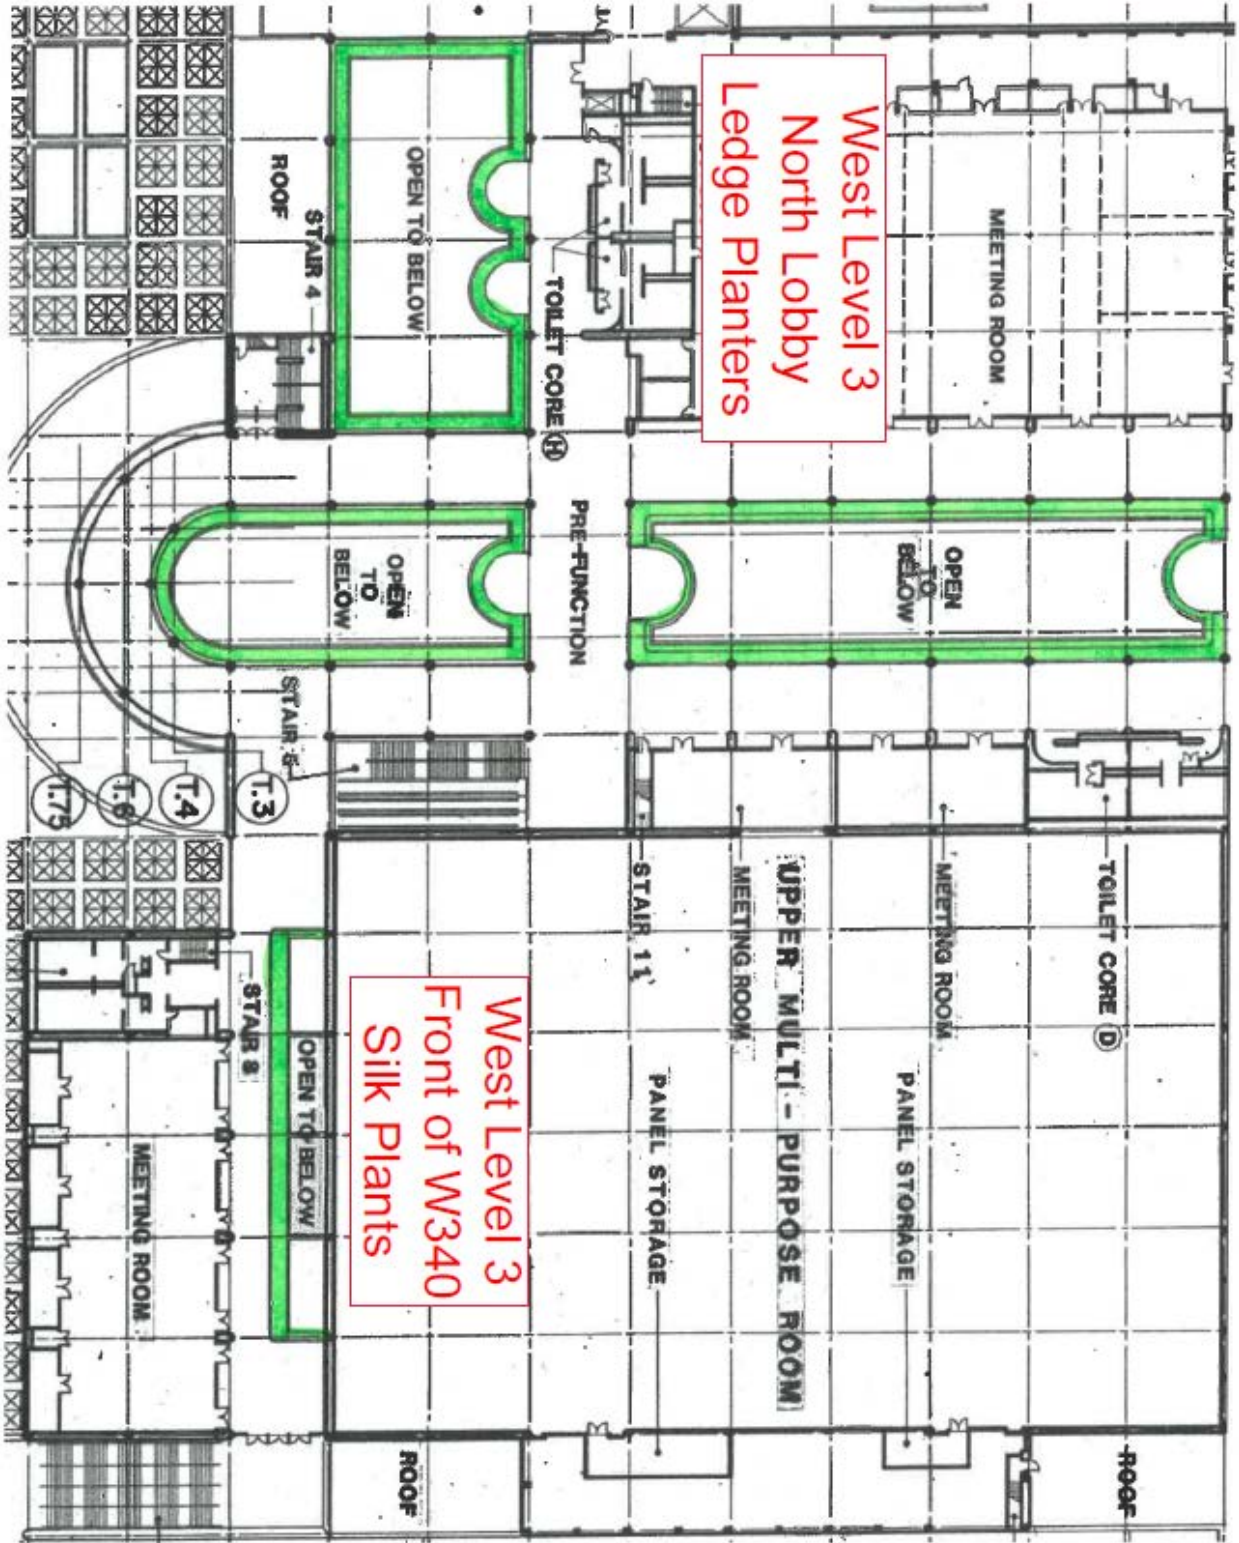 West Level 3
North Lobby
Ledge Planters
MEETING ROOM
OPEN TO BELOW
ROOF
STAIR 4
TOILET CORE (H)
PRE-FUNCTION
OPEN
TO
BELOW
OPEN
TO
BELOW
STAIR 5
T.3
T.4
T.6
T.75
TOILET CORE (D)
MEETING ROOM
UPPER MULTI-PURPOSE ROOM
MEETING ROOM
STAIR 11
PANEL STORAGE
PANEL STORAGE
West Level 3
Front of W340
Silk Plants
OPEN TO BELOW
STAIR 8
MEETING ROOM
ROOF
ROOF